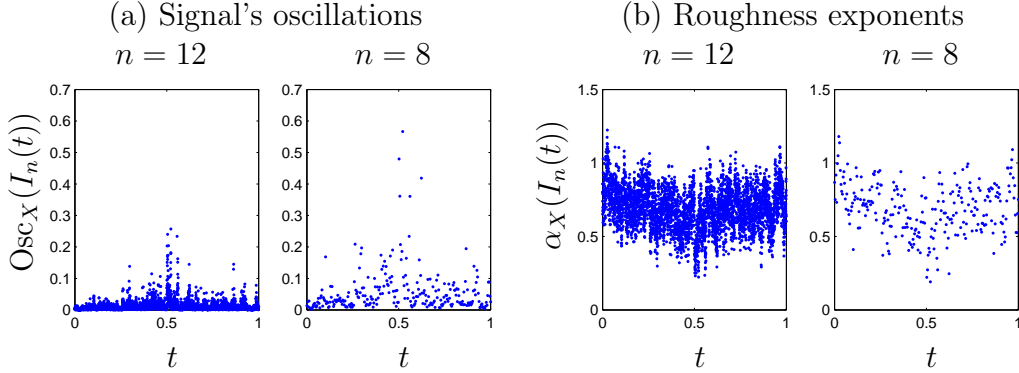 (a) Signal's oscillations
n = 12
n = 8
Osc_X(I_n(t))
0.7
0.6
0.5
0.4
0.3
0.2
0.1
0
0 0.5 1
t
0.7
0.6
0.5
0.4
0.3
0.2
0.1
0
0 0.5 1
t
(b) Roughness exponents
n = 12
n = 8
α_X(I_n(t))
1.5
1
0.5
0
0 0.5 1
t
1.5
1
0.5
0
0 0.5 1
t